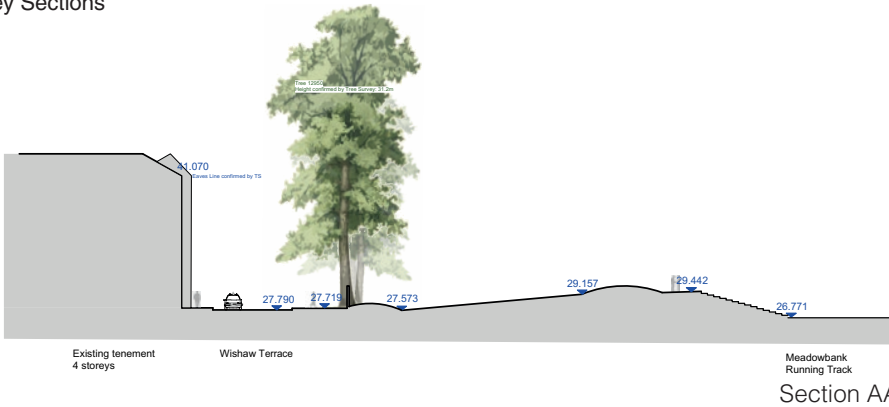 ey Sections
Tree 12950
Height confirmed by Tree Survey: 31.2m
41.070
Eaves Line confirmed by TS
27.790
27.719
27.573
29.157
29.442
26.771
Existing tenement
4 storeys
Wishaw Terrace
Meadowbank
Running Track
Section AA